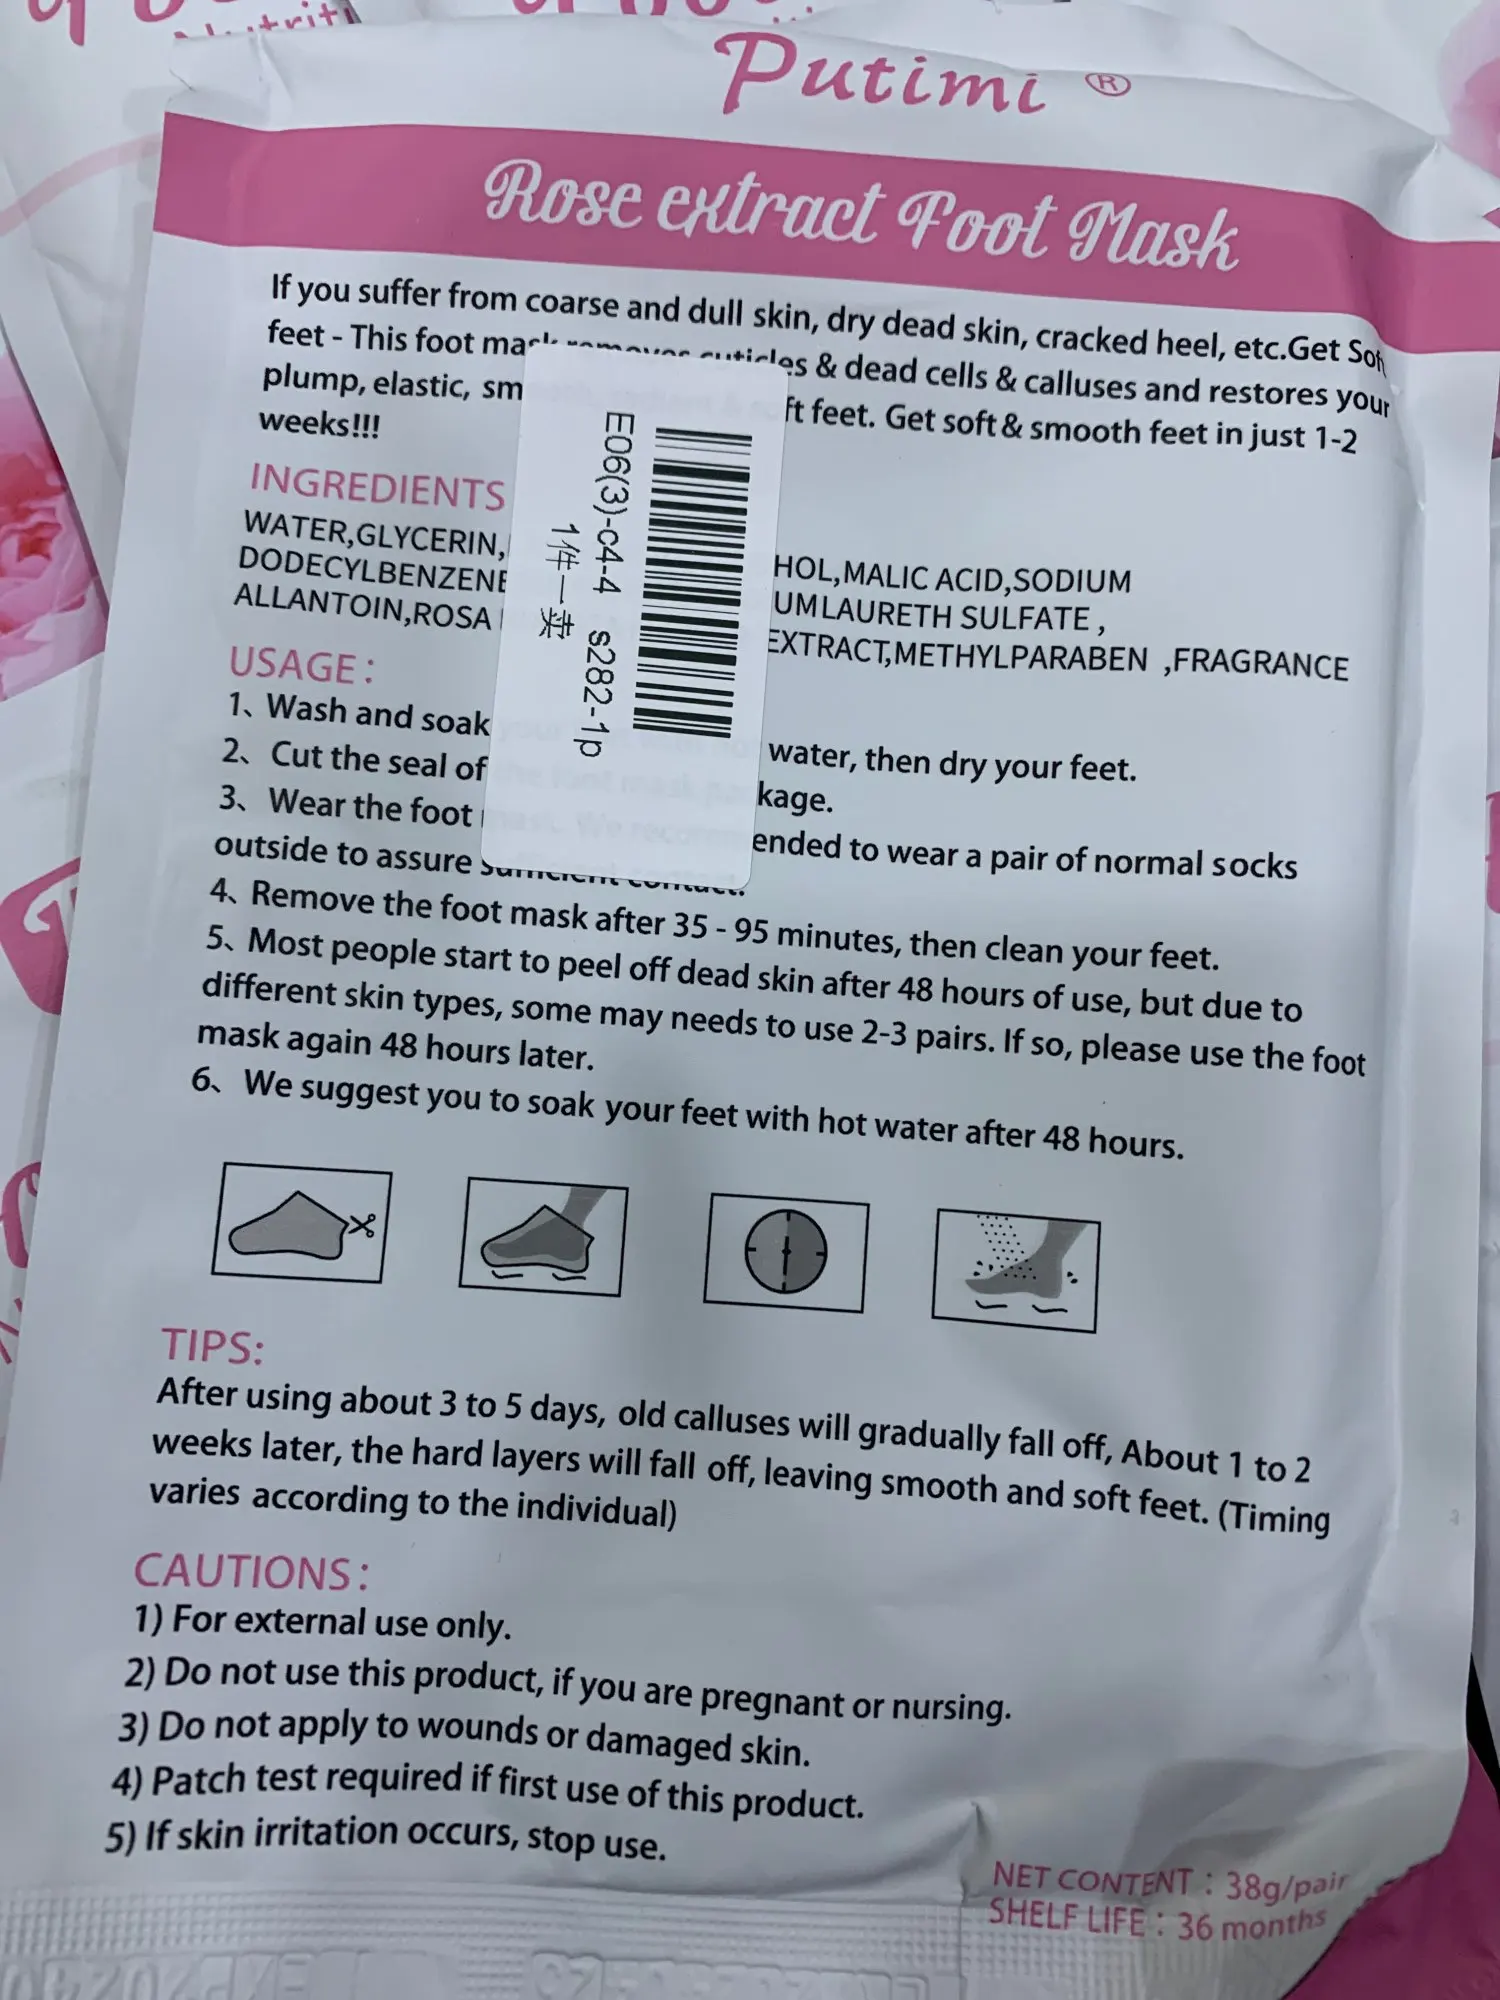 Putimi ®
Rose extract Foot Mask
If you suffer from coarse and dull skin, dry dead skin, cracked heel, etc.Get Soft
feet - This foot mask removes cuticles & dead cells & calluses and restores your
plump, elastic, sm ft feet. Get soft & smooth feet in just 1-2
weeks!!!
INGREDIENTS
WATER,GLYCERIN, HOL,MALIC ACID,SODIUM
DODECYLBENZENE UMLAURETH SULFATE ,
ALLANTOIN,ROSA EXTRACT,METHYLPARABEN ,FRAGRANCE
E06(3)-c4-4 s282-1p
1件一卖
USAGE:
1、Wash and soak water, then dry your feet.
2、Cut the seal of kage.
3、Wear the foot ended to wear a pair of normal socks
outside to assure sufficient contact.
4、Remove the foot mask after 35 - 95 minutes, then clean your feet.
5、Most people start to peel off dead skin after 48 hours of use, but due to
different skin types, some may needs to use 2-3 pairs. If so, please use the foot
mask again 48 hours later.
6、We suggest you to soak your feet with hot water after 48 hours.
TIPS:
After using about 3 to 5 days, old calluses will gradually fall off, About 1 to 2
weeks later, the hard layers will fall off, leaving smooth and soft feet. (Timing
varies according to the individual)
CAUTIONS:
1) For external use only.
2) Do not use this product, if you are pregnant or nursing.
3) Do not apply to wounds or damaged skin.
4) Patch test required if first use of this product.
5) If skin irritation occurs, stop use.
NET CONTENT : 38g/pair
SHELF LIFE : 36 months